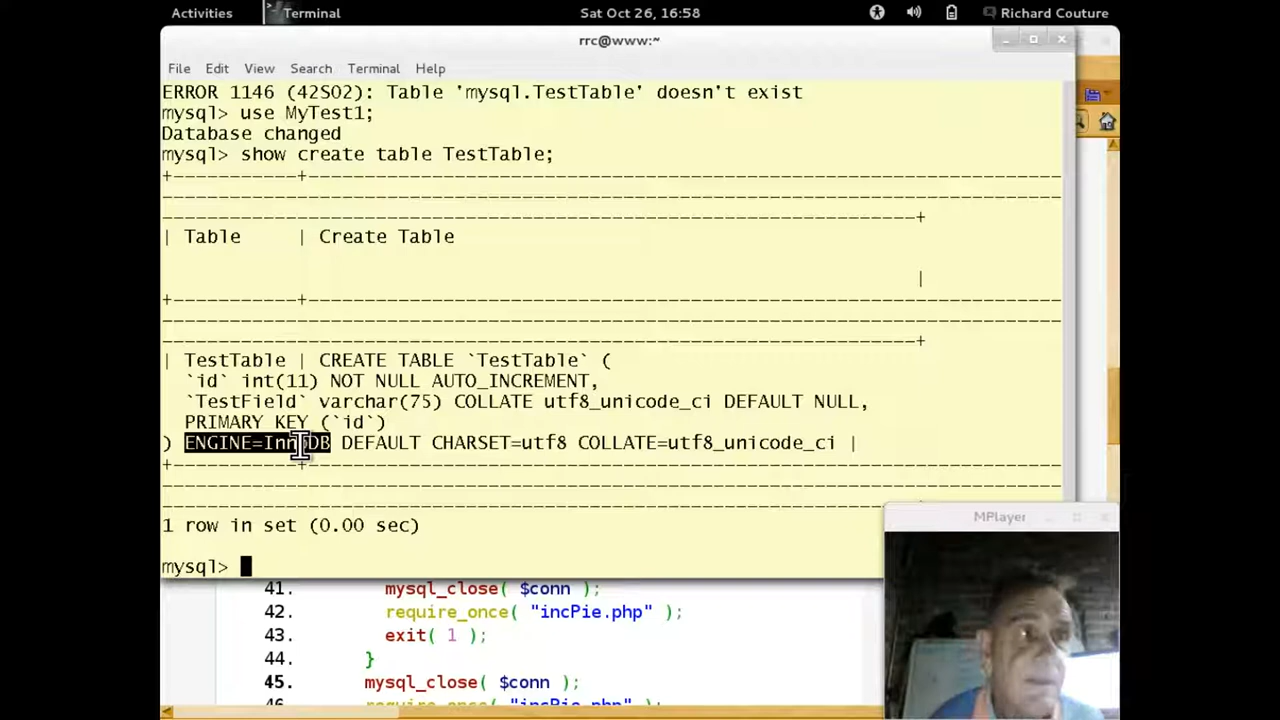 Activities Terminal Sat Oct 26, 16:58 Richard Couture
rrc@www:~
File Edit View Search Terminal Help
ERROR 1146 (42S02): Table 'mysql.TestTable' doesn't exist
mysql> use MyTest1;
Database changed
mysql> show create table TestTable;
+-----------+-------------------------------------------------------------------
--------------------------------------------------------------------------------
-------------------------------------------------------------------+
| Table | Create Table
|
+-----------+-------------------------------------------------------------------
--------------------------------------------------------------------------------
-------------------------------------------------------------------+
| TestTable | CREATE TABLE `TestTable` (
`id` int(11) NOT NULL AUTO_INCREMENT,
`TestField` varchar(75) COLLATE utf8_unicode_ci DEFAULT NULL,
PRIMARY KEY (`id`)
) ENGINE=InnoDB DEFAULT CHARSET=utf8 COLLATE=utf8_unicode_ci |
+-----------+-------------------------------------------------------------------
--------------------------------------------------------------------------------
-------------------------------------------------------------------+
1 row in set (0.00 sec)
MPlayer
mysql>
41. mysql_close( $conn );
42. require_once( "incPie.php" );
43. exit( 1 );
44. }
45. mysql_close( $conn );
46. require_once( "incPie.php" );